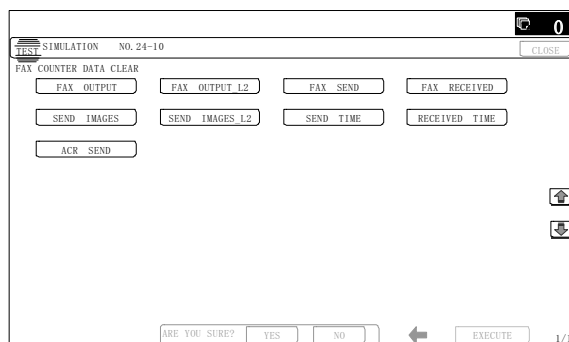 0
TEST SIMULATION NO. 24-10 CLOSE
FAX COUNTER DATA CLEAR
FAX OUTPUT FAX OUTPUT_L2 FAX SEND FAX RECEIVED
SEND IMAGES SEND IMAGES_L2 SEND TIME RECEIVED TIME
ACR SEND
ARE YOU SURE? YES NO EXECUTE 1/1